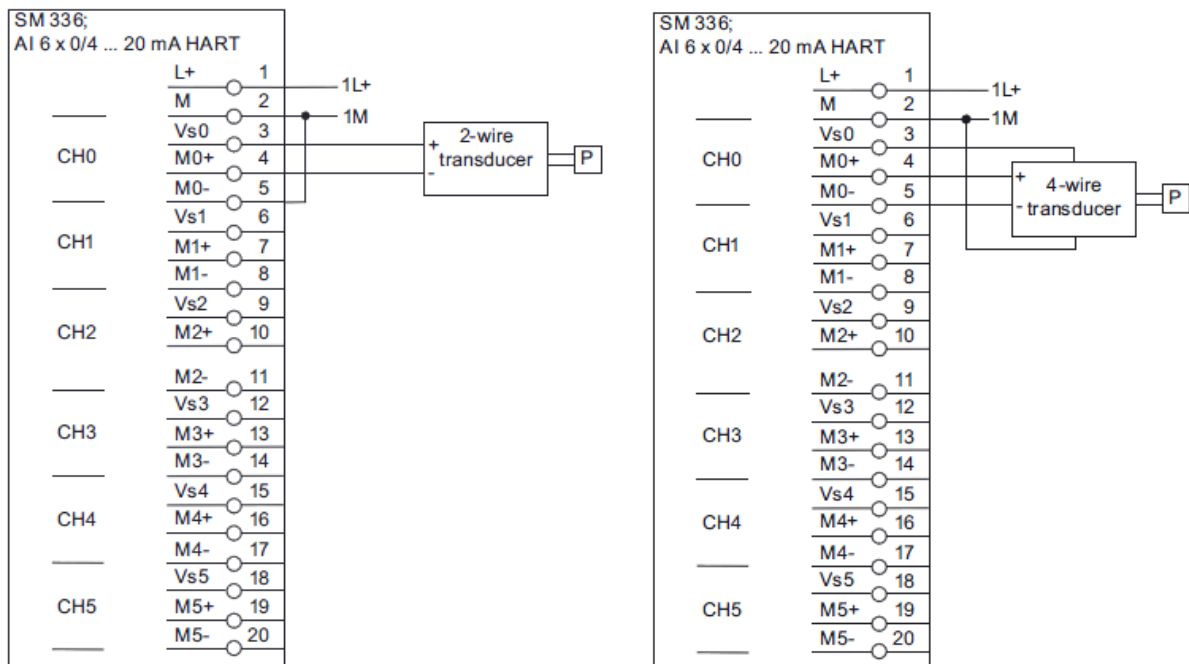 SM 336;
AI 6 x 0/4 ... 20 mA HART
L+ 1 1L+
M 2 1M
CH0
Vs0 3
M0+ 4
M0- 5
+ 2-wire
- transducer
P
CH1
Vs1 6
M1+ 7
M1- 8
CH2
Vs2 9
M2+ 10
M2- 11
CH3
Vs3 12
M3+ 13
M3- 14
CH4
Vs4 15
M4+ 16
M4- 17
CH5
Vs5 18
M5+ 19
M5- 20
SM 336;
AI 6 x 0/4 ... 20 mA HART
L+ 1 1L+
M 2 1M
CH0
Vs0 3
M0+ 4
M0- 5
+ 4-wire
- transducer
P
CH1
Vs1 6
M1+ 7
M1- 8
CH2
Vs2 9
M2+ 10
M2- 11
CH3
Vs3 12
M3+ 13
M3- 14
CH4
Vs4 15
M4+ 16
M4- 17
CH5
Vs5 18
M5+ 19
M5- 20